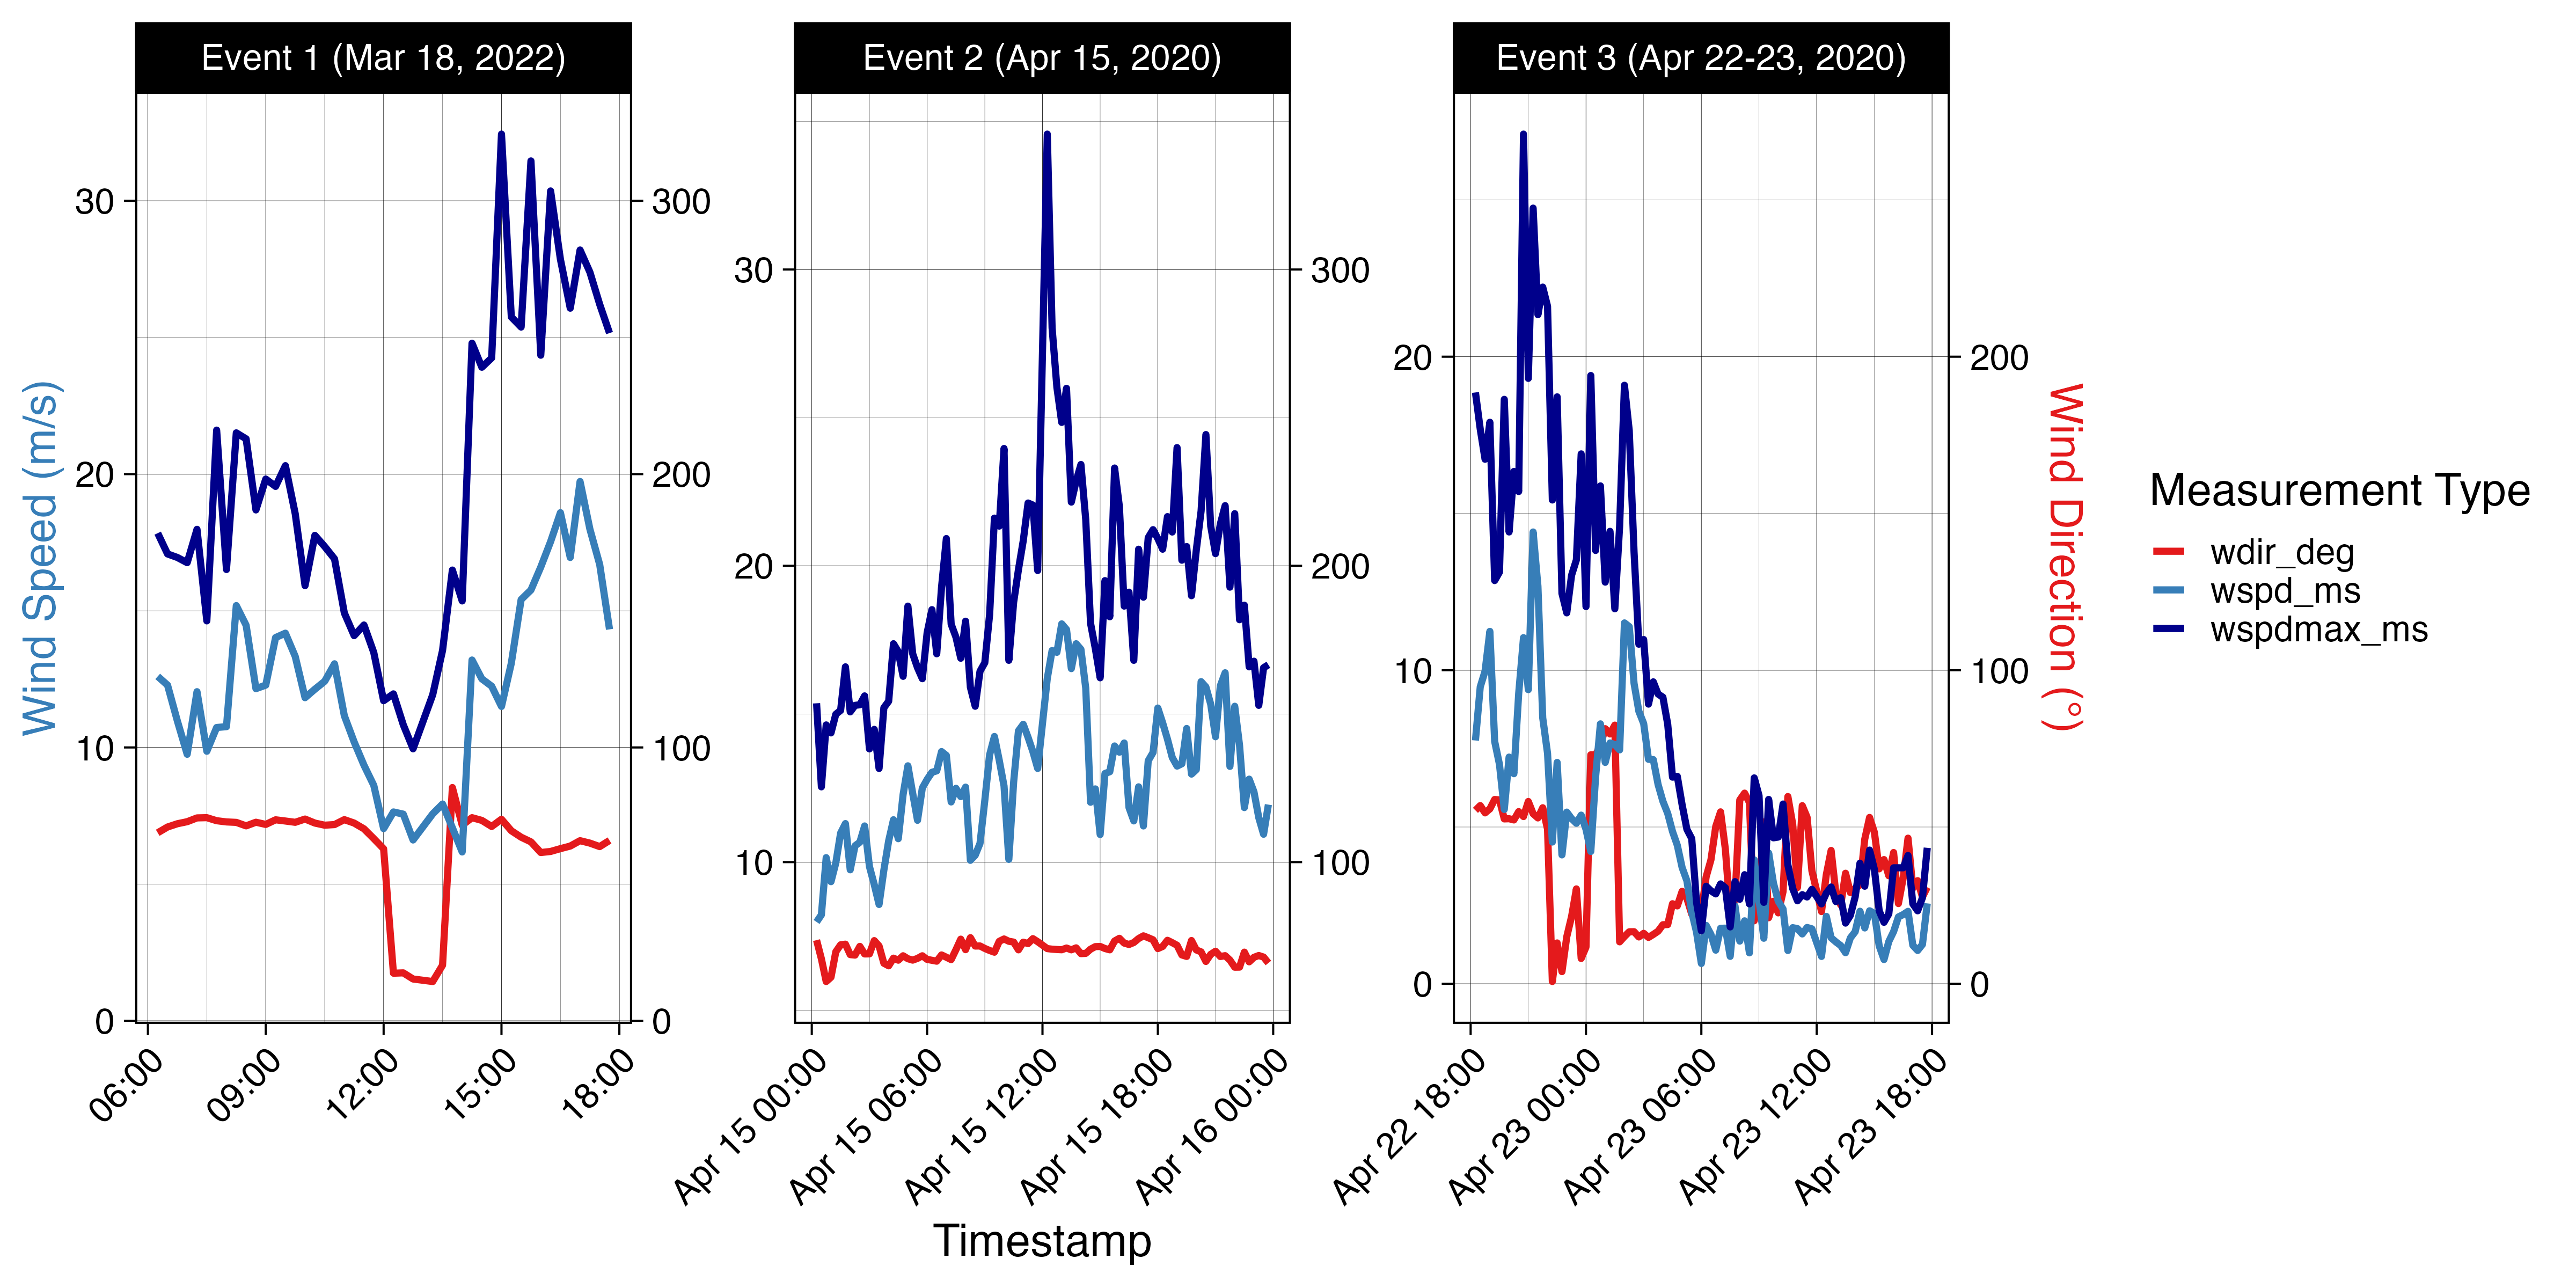 Event 1 (Mar 18, 2022)
Event 2 (Apr 15, 2020)
Event 3 (Apr 22-23, 2020)
Wind Speed (m/s)
30
20
10
0
300
200
100
0
06:00
09:00
12:00
15:00
18:00
30
20
10
300
200
100
Apr 15 00:00
Apr 15 06:00
Apr 15 12:00
Apr 15 18:00
Apr 16 00:00
20
10
0
200
100
0
Apr 22 18:00
Apr 23 00:00
Apr 23 06:00
Apr 23 12:00
Apr 23 18:00
Wind Direction (°)
Timestamp
Measurement Type
wdir_deg
wspd_ms
wspdmax_ms